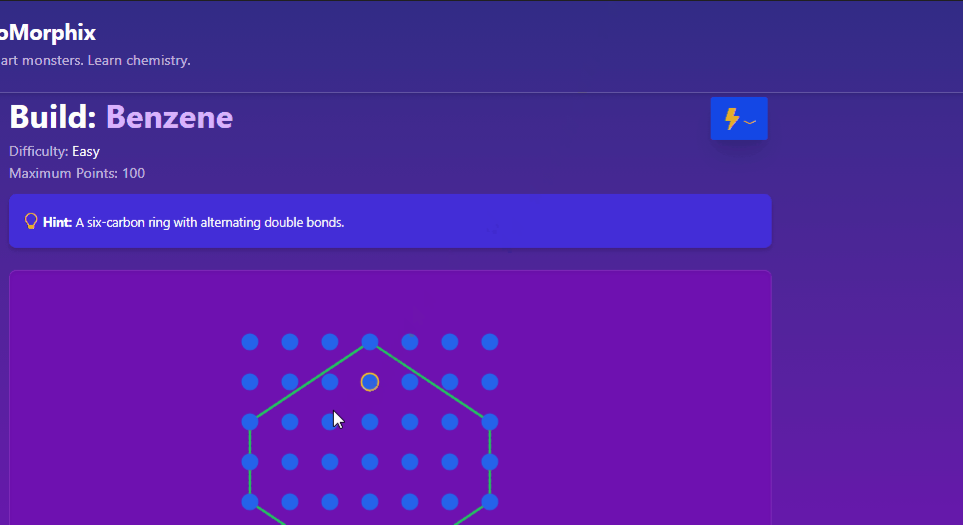 oMorphix
art monsters. Learn chemistry.
Build: Benzene
Difficulty: Easy
Maximum Points: 100
Hint: A six-carbon ring with alternating double bonds.